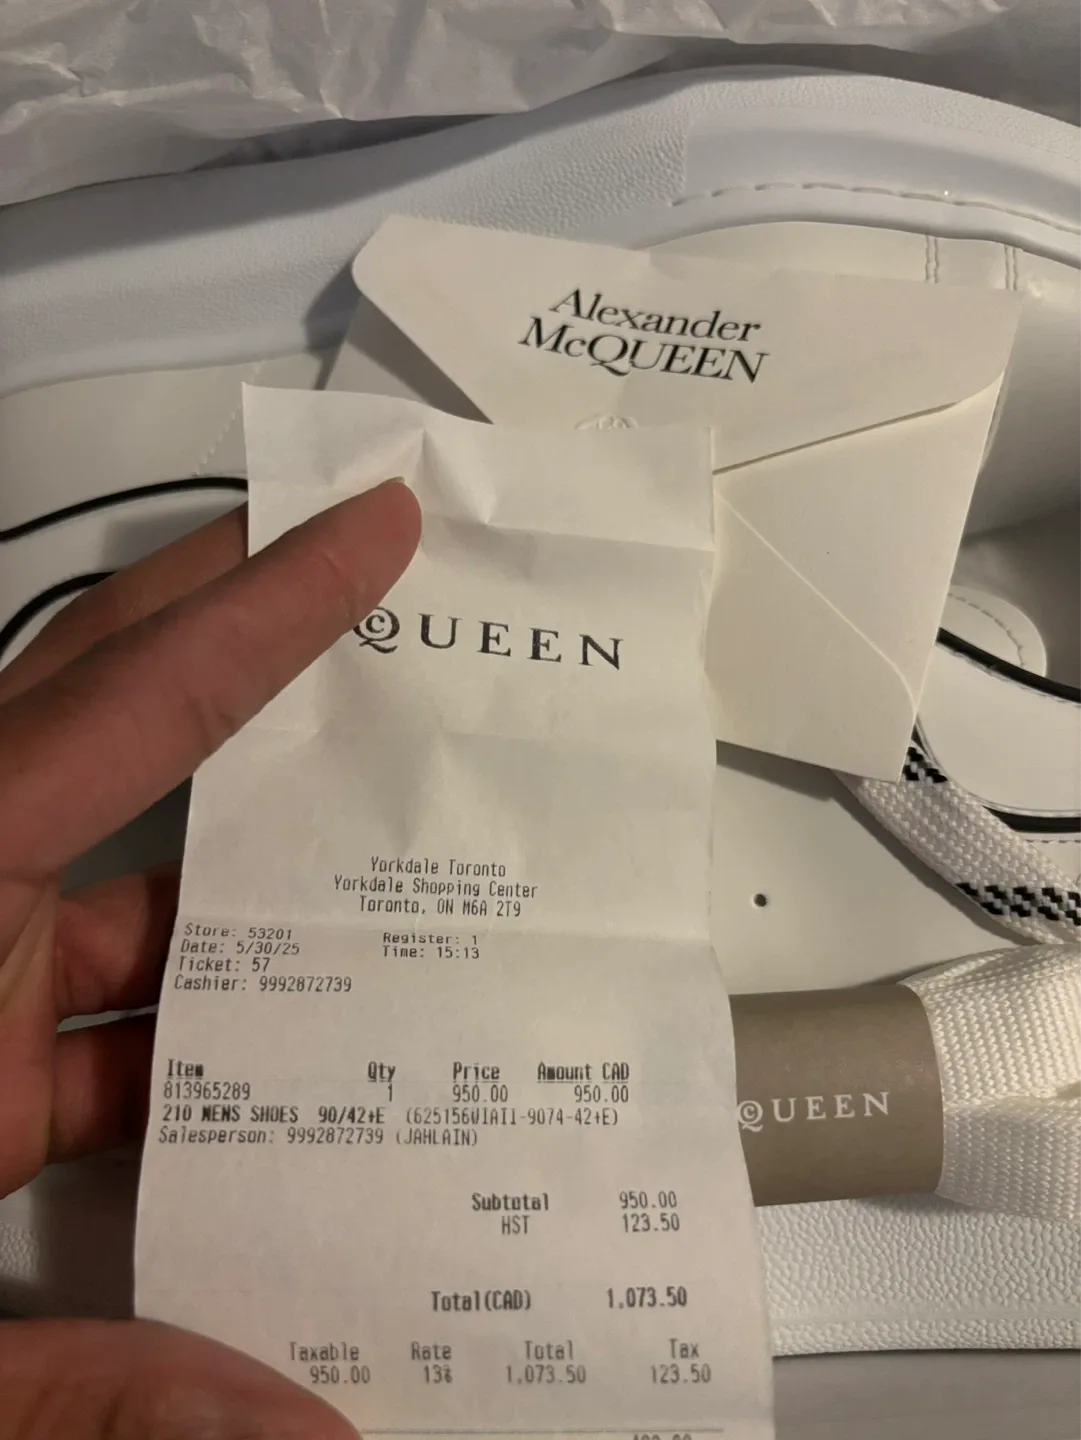 Alexander
McQUEEN
QUEEN
Yorkdale Toronto
Yorkdale Shopping Center
Toronto, ON M6A 2T9
Store: 53201 Register: 1
Date: 5/30/25 Time: 15:13
Ticket: 57
Cashier: 9992872739
Item Qty Price Amount CAD
813965289 1 950.00 950.00
210 MENS SHOES 90/42+E (625156WIAII-9074-42+E)
Salesperson: 9992872739 (JAHLAIN)
QUEEN
Subtotal 950.00
HST 123.50
Total(CAD) 1,073.50
Taxable Rate Total Tax
950.00 13% 1,073.50 123.50